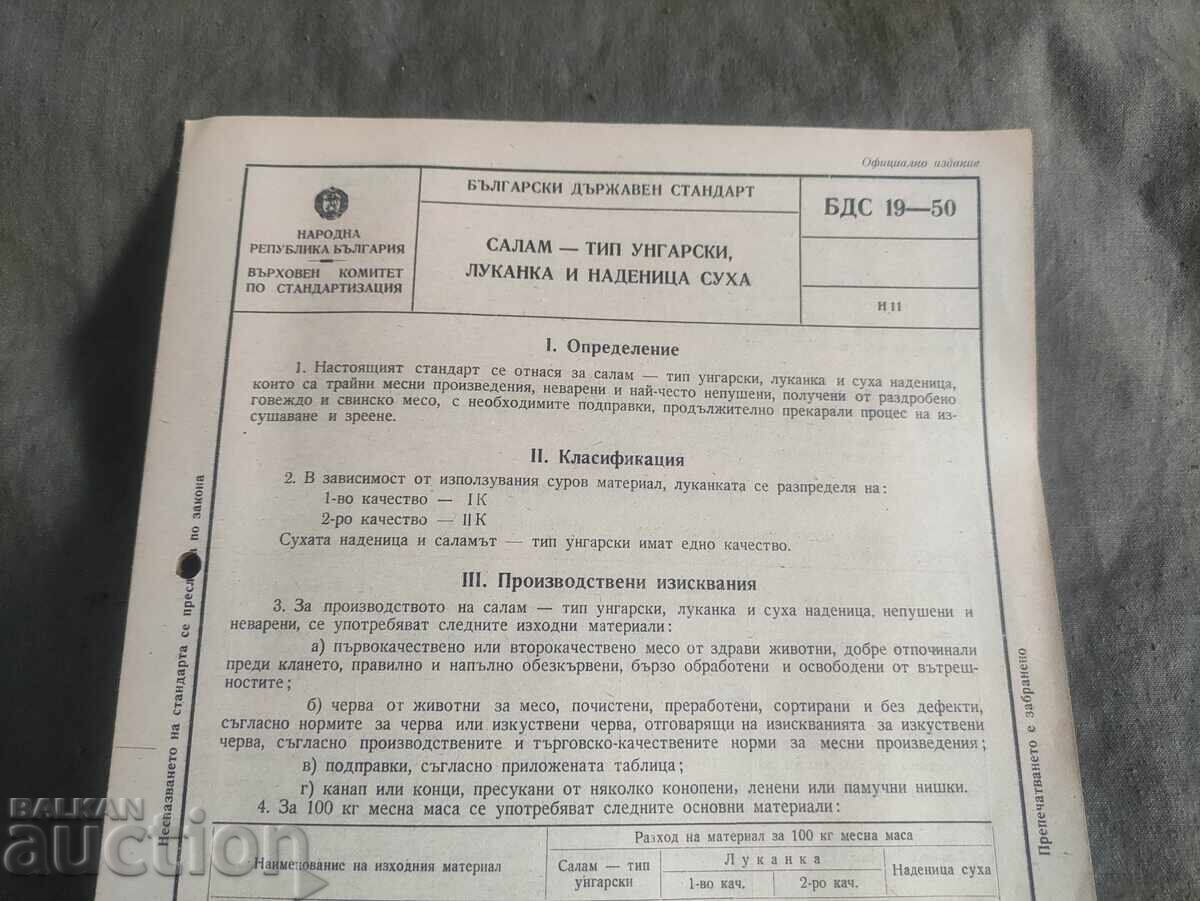 Официално издание
НАРОДНА
РЕПУБЛИКА БЪЛГАРИЯ
ВЪРХОВЕН КОМИТЕТ
ПО СТАНДАРТИЗАЦИЯ
БЪЛГАРСКИ ДЪРЖАВЕН СТАНДАРТ
САЛАМ — ТИП УНГАРСКИ,
ЛУКАНКА И НАДЕНИЦА СУХА
БДС 19—50
Н 11
I. Определение
1. Настоящият стандарт се отнася за салам — тип унгарски, луканка и суха наденица,
които са трайни месни произведения, неварени и най-често непушени, получени от раздробено
говеждо и свинско месо, с необходимите подправки, продължително прекарали процес на из-
сушаване и зреене.
II. Класификация
2. В зависимост от използувания суров материал, луканката се разпределя на:
1-во качество — I К
2-ро качество — II К
Сухата наденица и саламът — тип унгарски имат едно качество.
III. Производствени изисквания
3. За производството на салам — тип унгарски, луканка и суха наденица, непушени и
неварени, се употребяват следните изходни материали:
а) първокачествено или второкачествено месо от здрави животни, добре отпочинали
преди клането, правилно и напълно обезкървени, бързо обработени и освободени от вътреш-
ностите;
б) черва от животни за месо, почистени, преработени, сортирани и без дефекти,
съгласно нормите за черва или изкуствени черва, отговарящи на изискванията за изкуствени
черва, съгласно производствените и търговско-качествените норми за месни произведения;
в) подправки, съгласно приложената таблица;
г) канап или конци, пресукани от няколко конопени, ленени или памучни нишки.
4. За 100 кг месна маса се употребяват следните основни материали:
Наименование на изходния материал
Разход на материал за 100 кг месна маса
Салам — тип
унгарски
Луканка
1-во кач.
2-ро кач.
Наденица суха
Неспазването на стандарта се пресл по закона
Препечатването е забранено
BALKAN
auction